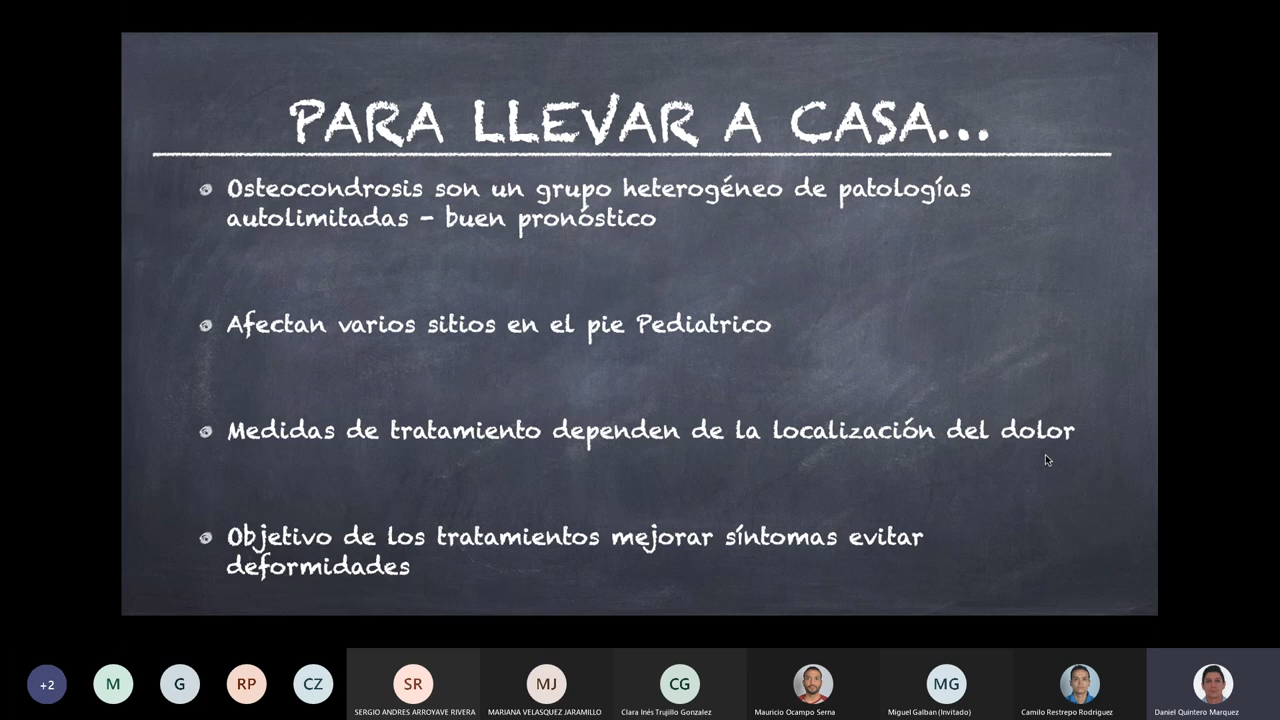 PARA LLEVAR A CASA...
Osteocondrosis son un grupo heterogéneo de patologías
autolimitadas - buen pronóstico
Afectan varios sitios en el pie Pediatrico
Medidas de tratamiento dependen de la localización del dolor
Objetivo de los tratamientos mejorar síntomas evitar
deformidades
+2
M
G
RP
CZ
SR
MJ
CG
MG
SERGIO ANDRES ARROYAVE RIVERA
MARIANA VELASQUEZ JARAMILLO
Clara Inés Trujillo Gonzalez
Mauricio Ocampo Serna
Miguel Galban (Invitado)
Camilo Restrepo Rodriguez
Daniel Quintero Marquez